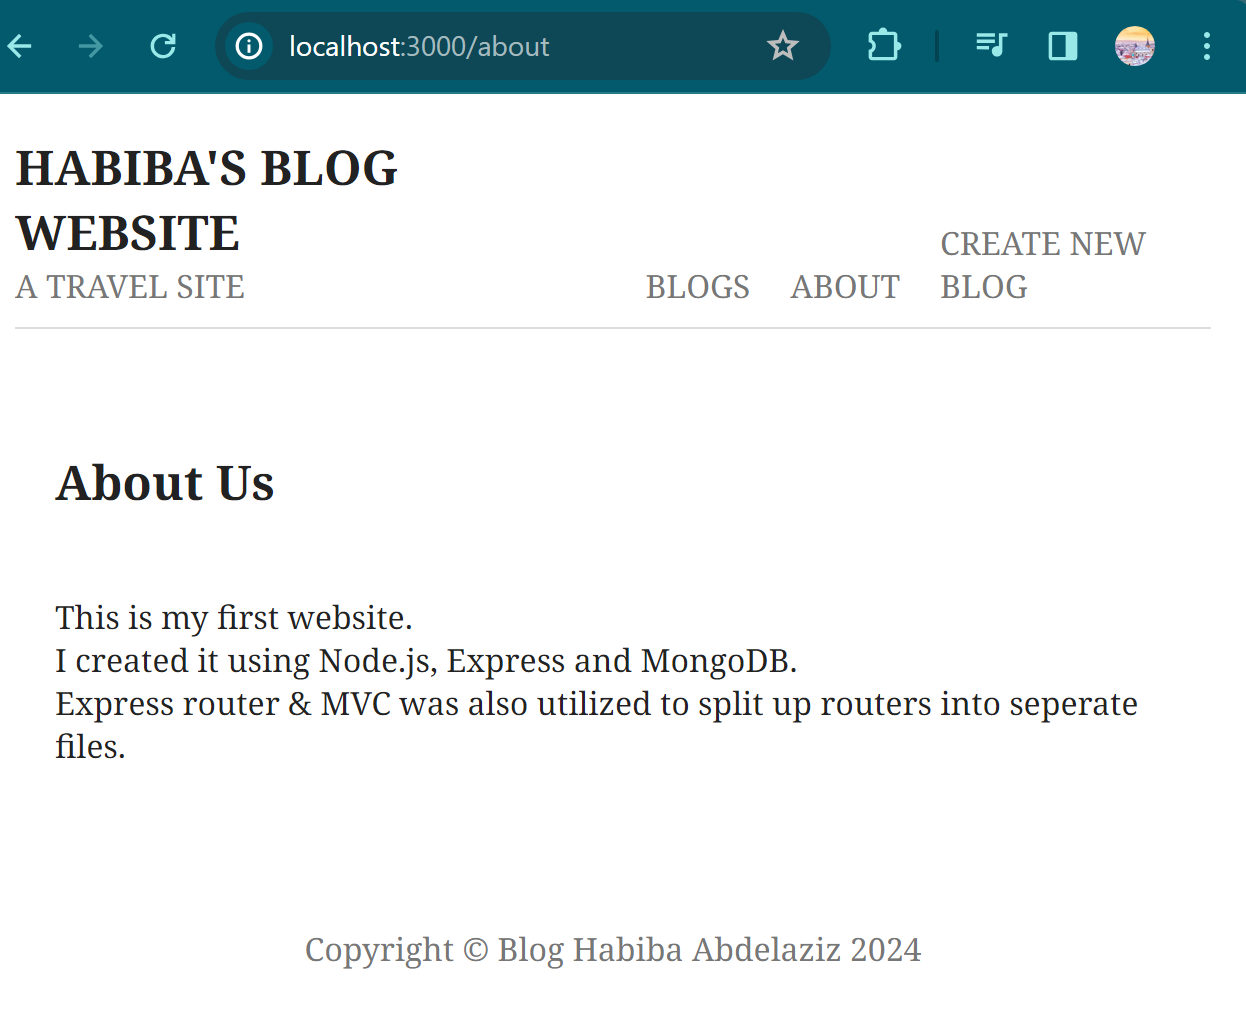 localhost:3000/about
HABIBA'S BLOG
WEBSITE
A TRAVEL SITE
BLOGS
ABOUT
CREATE NEW
BLOG
About Us
This is my first website.
I created it using Node.js, Express and MongoDB.
Express router & MVC was also utilized to split up routers into seperate
files.
Copyright © Blog Habiba Abdelaziz 2024